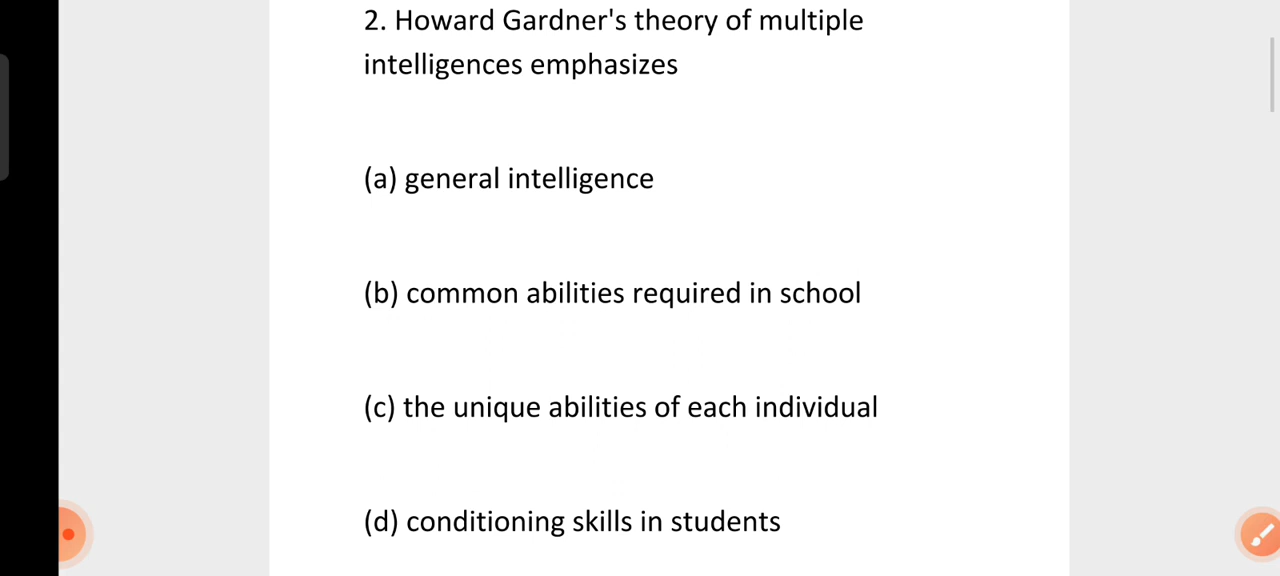 2. Howard Gardner's theory of multiple
intelligences emphasizes
(a) general intelligence
(b) common abilities required in school
(c) the unique abilities of each individual
(d) conditioning skills in students